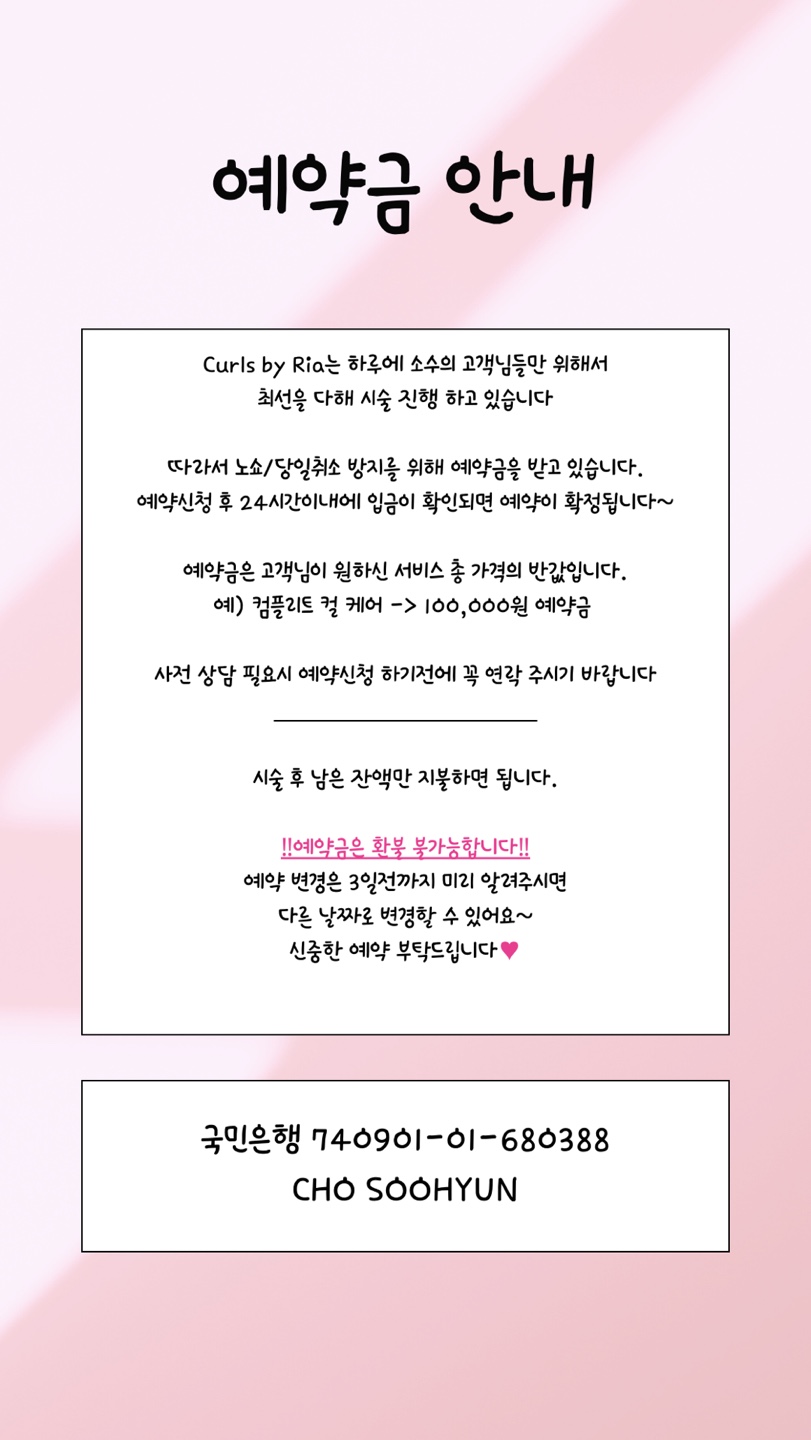 예약금 안내
Curls by Ria는 하루에 소수의 고객님들만 위해서
최선을 다해 시술 진행 하고 있습니다
따라서 노쇼/당일취소 방지를 위해 예약금을 받고 있습니다.
예약신청 후 24시간이내에 입금이 확인되면 예약이 확정됩니다~
예약금은 고객님이 원하신 서비스 총 가격의 반값입니다.
예) 컴플리트 컬 케어 -> 100,000원 예약금
사전 상담 필요시 예약신청 하기전에 꼭 연락 주시기 바랍니다
시술 후 남은 잔액만 지불하면 됩니다.
!!예약금은 환불 불가능합니다!!
예약 변경은 3일전까지 미리 알려주시면
다른 날짜로 변경할 수 있어요~
신중한 예약 부탁드립니다♥
국민은행 740901-01-680388
CHO SOOHYUN